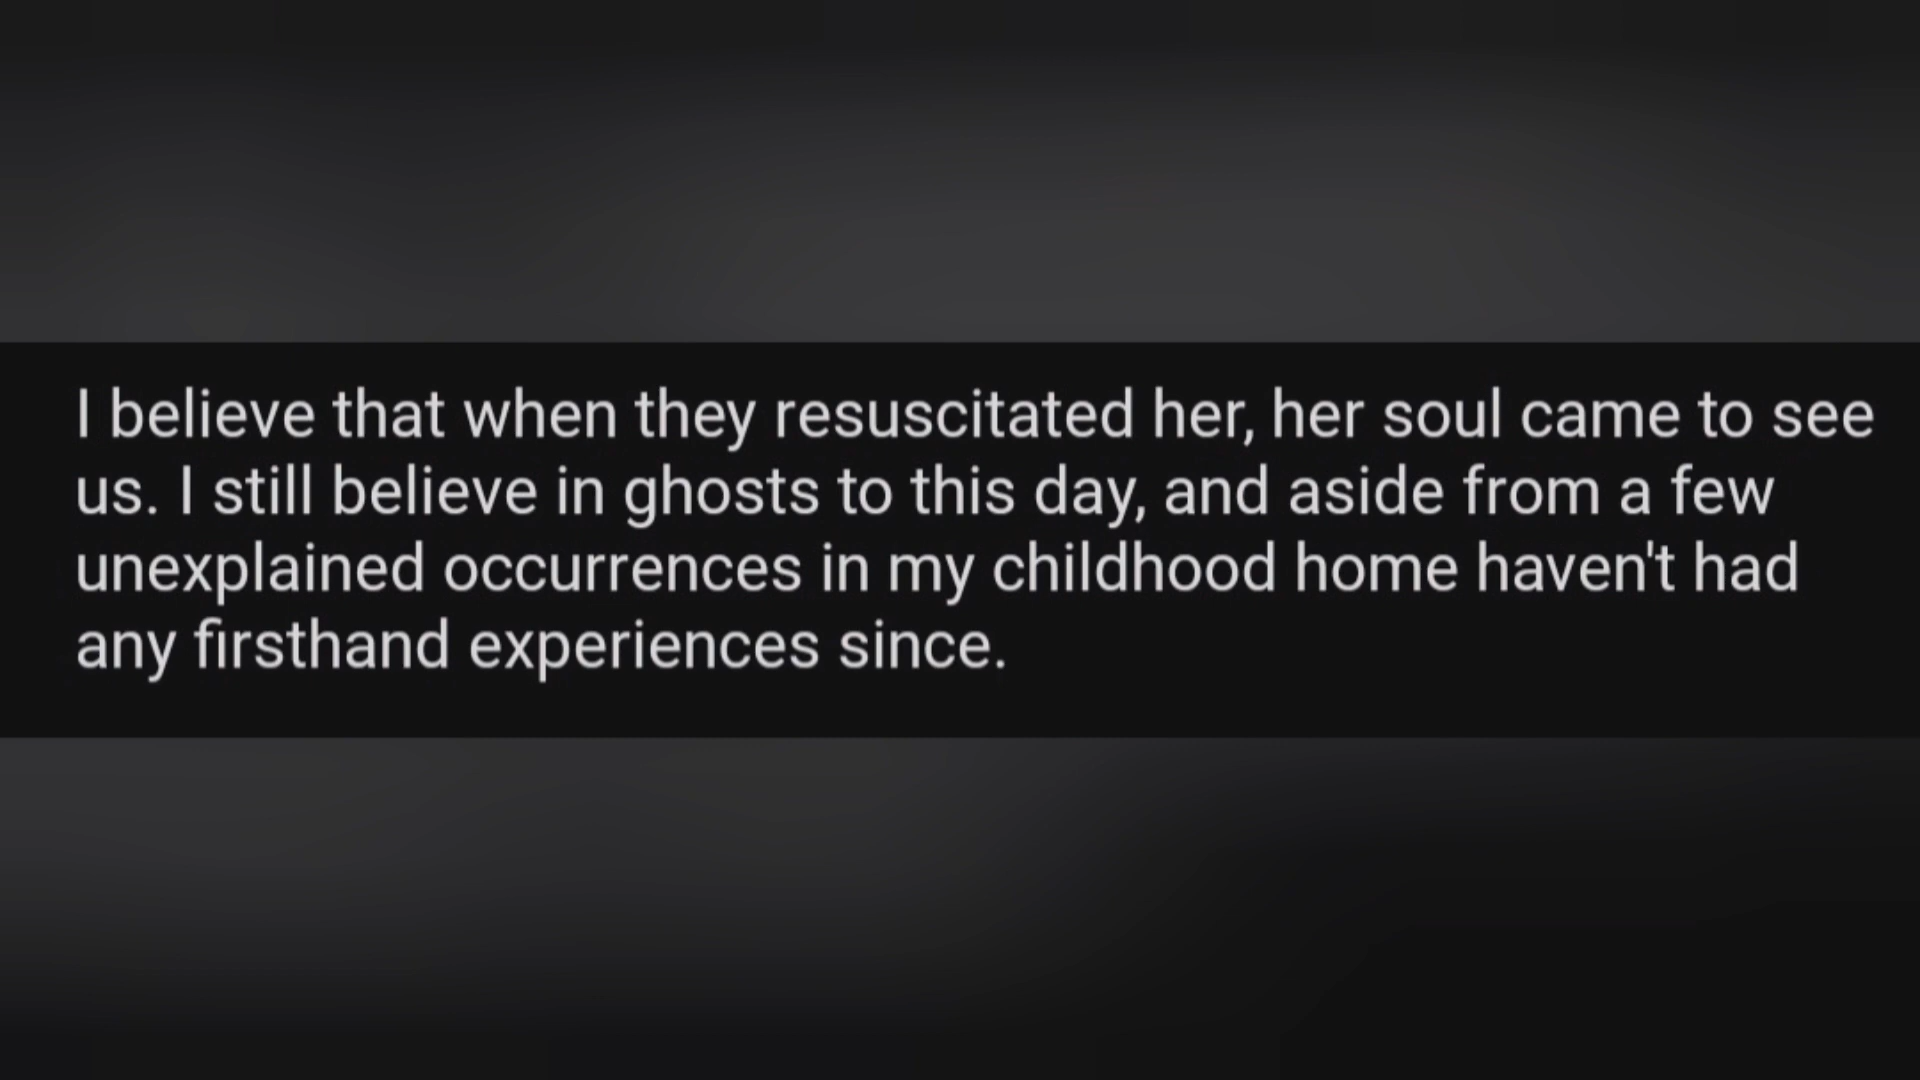 I believe that when they resuscitated her, her soul came to see
us. I still believe in ghosts to this day, and aside from a few
unexplained occurrences in my childhood home haven't had
any firsthand experiences since.